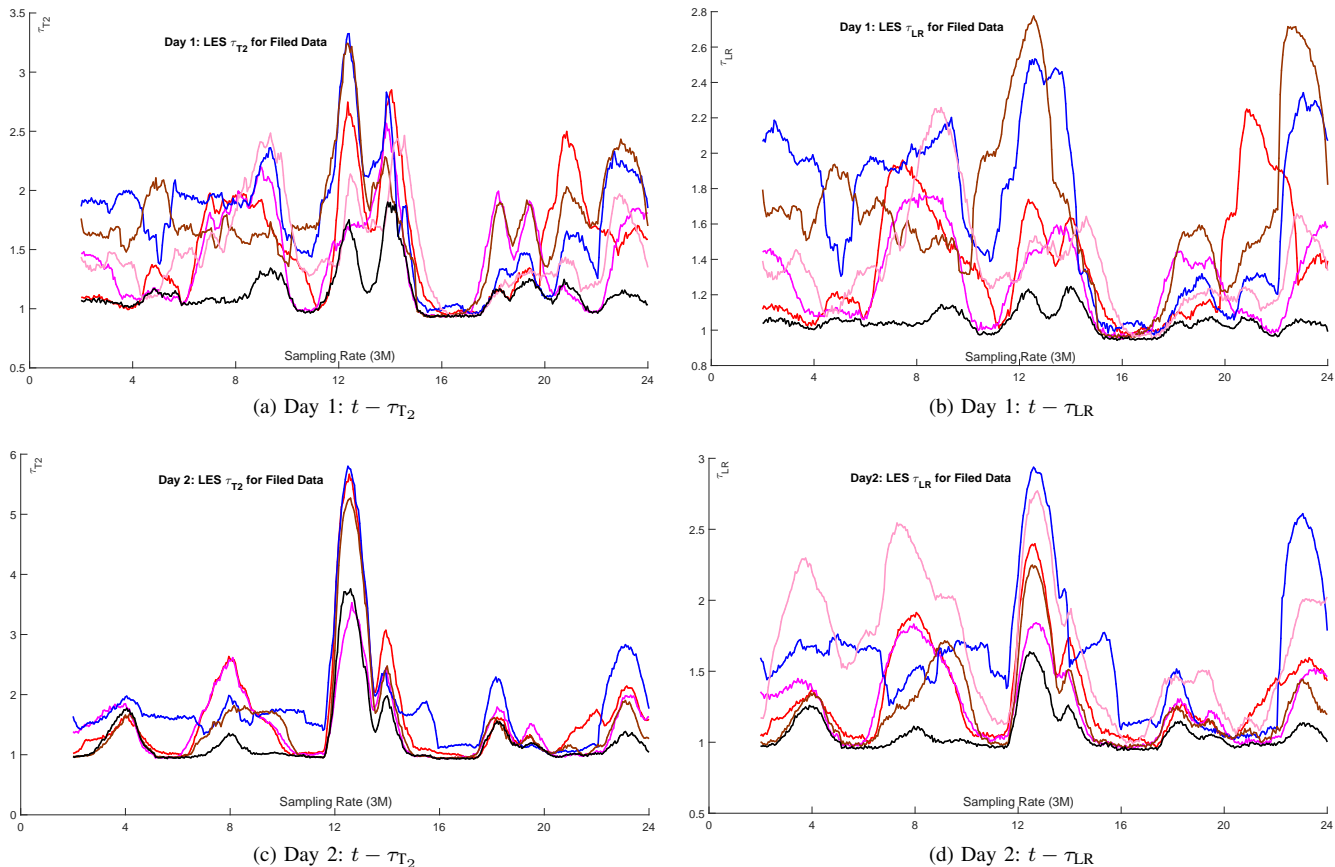 Day 1: LES τT2 for Filed Data
τT2
3.5
3
2.5
2
1.5
1
0.5
Sampling Rate (3M)
0 4 8 12 16 20 24
(a) Day 1: t − τT2
Day 1: LES τLR for Filed Data
τLR
2.8
2.6
2.4
2.2
2
1.8
1.6
1.4
1.2
1
0.8
Sampling Rate (3M)
0 4 8 12 16 20 24
(b) Day 1: t − τLR
Day 2: LES τT2 for Filed Data
τT2
6
5
4
3
2
1
0
Sampling Rate (3M)
0 4 8 12 16 20 24
(c) Day 2: t − τT2
Day2: LES τLR for Filed Data
τLR
3
2.5
2
1.5
1
0.5
Sampling Rate (3M)
0 4 8 12 16 20 24
(d) Day 2: t − τLR